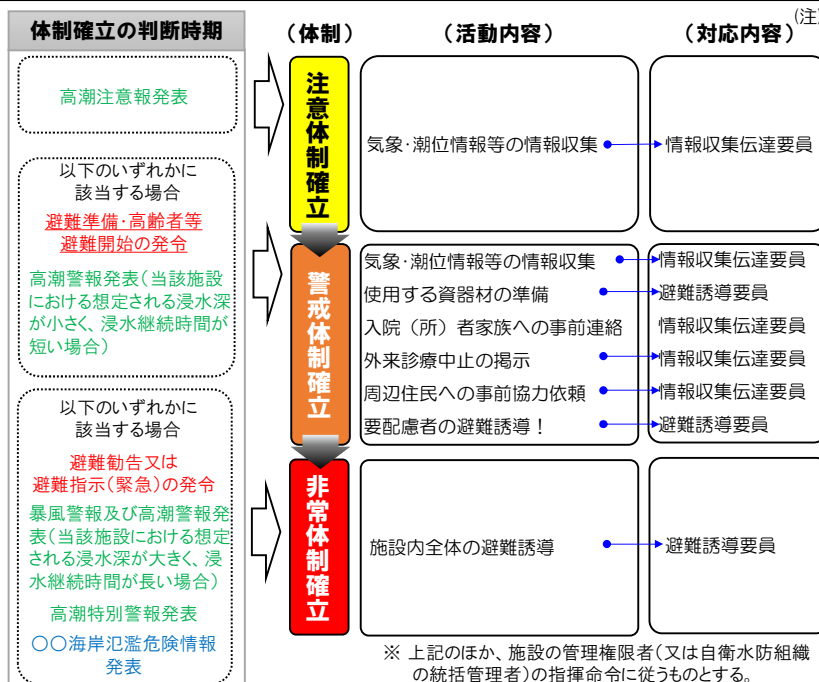 (注)
体制確立の判断時期
(体制)
(活動内容)
(対応内容)
高潮注意報発表
注意体制確立
気象・潮位情報等の情報収集
情報収集伝達要員
以下のいずれかに
該当する場合
避難準備・高齢者等
避難開始の発令
高潮警報発表(当該施設
における想定される浸水深
が小さく、浸水継続時間が
短い場合)
警戒体制確立
気象・潮位情報等の情報収集
情報収集伝達要員
使用する資器材の準備
避難誘導要員
入院(所)者家族への事前連絡
情報収集伝達要員
外来診療中止の掲示
情報収集伝達要員
周辺住民への事前協力依頼
情報収集伝達要員
要配慮者の避難誘導!
避難誘導要員
以下のいずれかに
該当する場合
避難勧告又は
避難指示(緊急)の発令
暴風警報及び高潮警報発
表(当該施設における想定
される浸水深が大きく、浸
水継続時間が長い場合)
高潮特別警報発表
〇〇海岸氾濫危険情報
発表
非常体制確立
施設内全体の避難誘導
避難誘導要員
※ 上記のほか、施設の管理権限者(又は自衛水防組織
の統括管理者)の指揮命令に従うものとする。